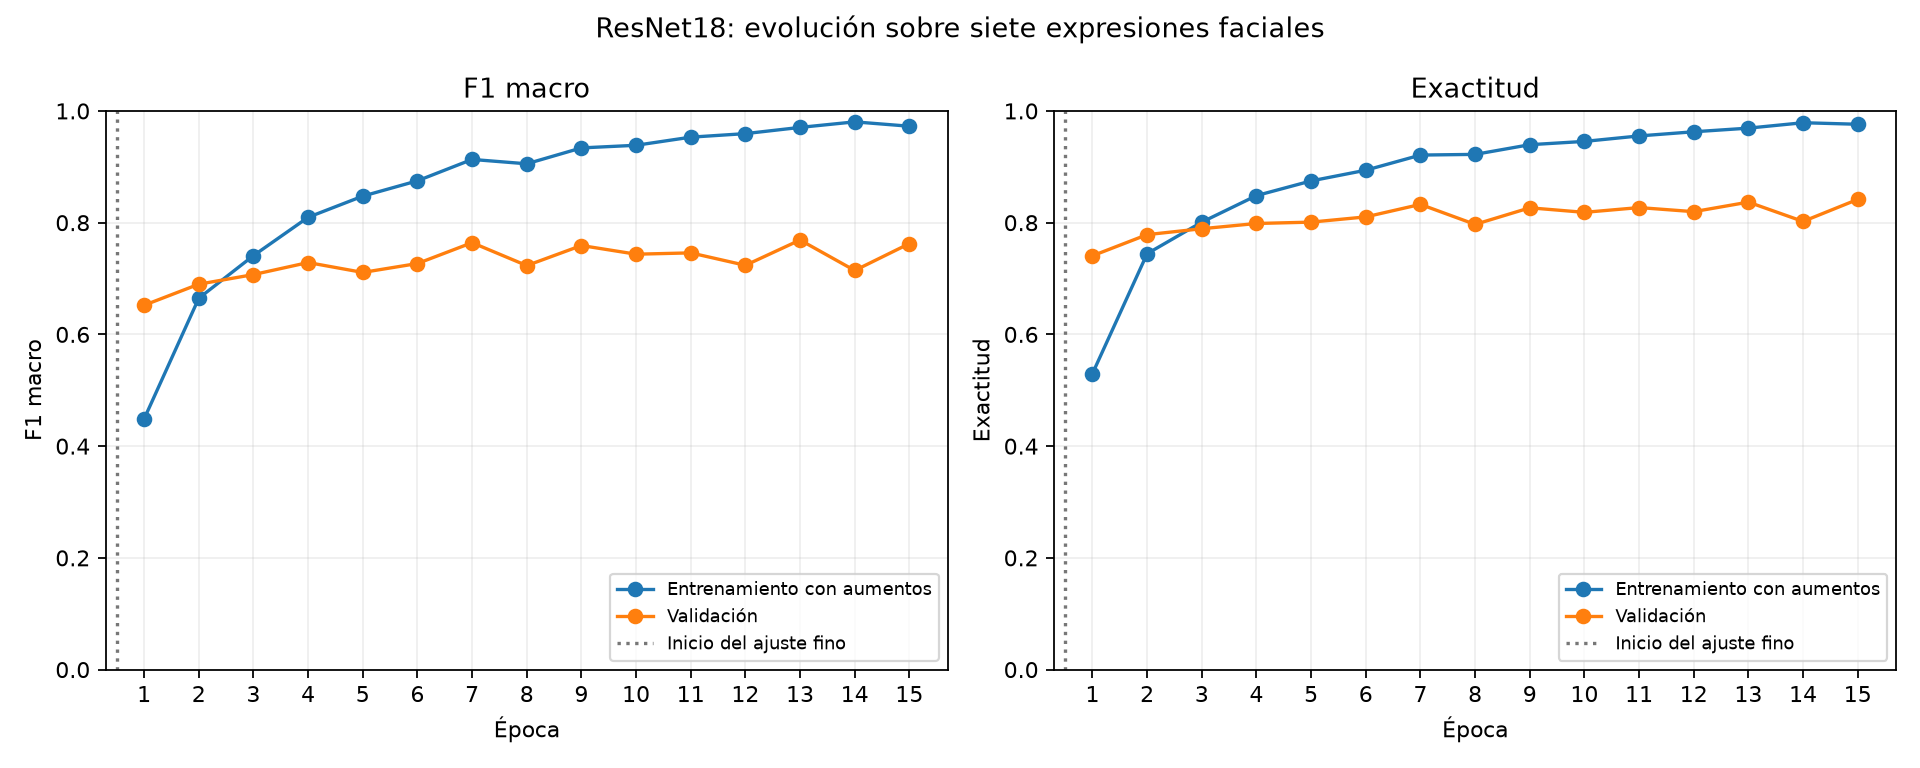 ResNet18: evolución sobre siete expresiones faciales
F1 macro
F1 macro
1.0
0.8
0.6
0.4
0.2
0.0
1 2 3 4 5 6 7 8 9 10 11 12 13 14 15
Época
Entrenamiento con aumentos
Validación
Inicio del ajuste fino
Exactitud
Exactitud
1.0
0.8
0.6
0.4
0.2
0.0
1 2 3 4 5 6 7 8 9 10 11 12 13 14 15
Época
Entrenamiento con aumentos
Validación
Inicio del ajuste fino